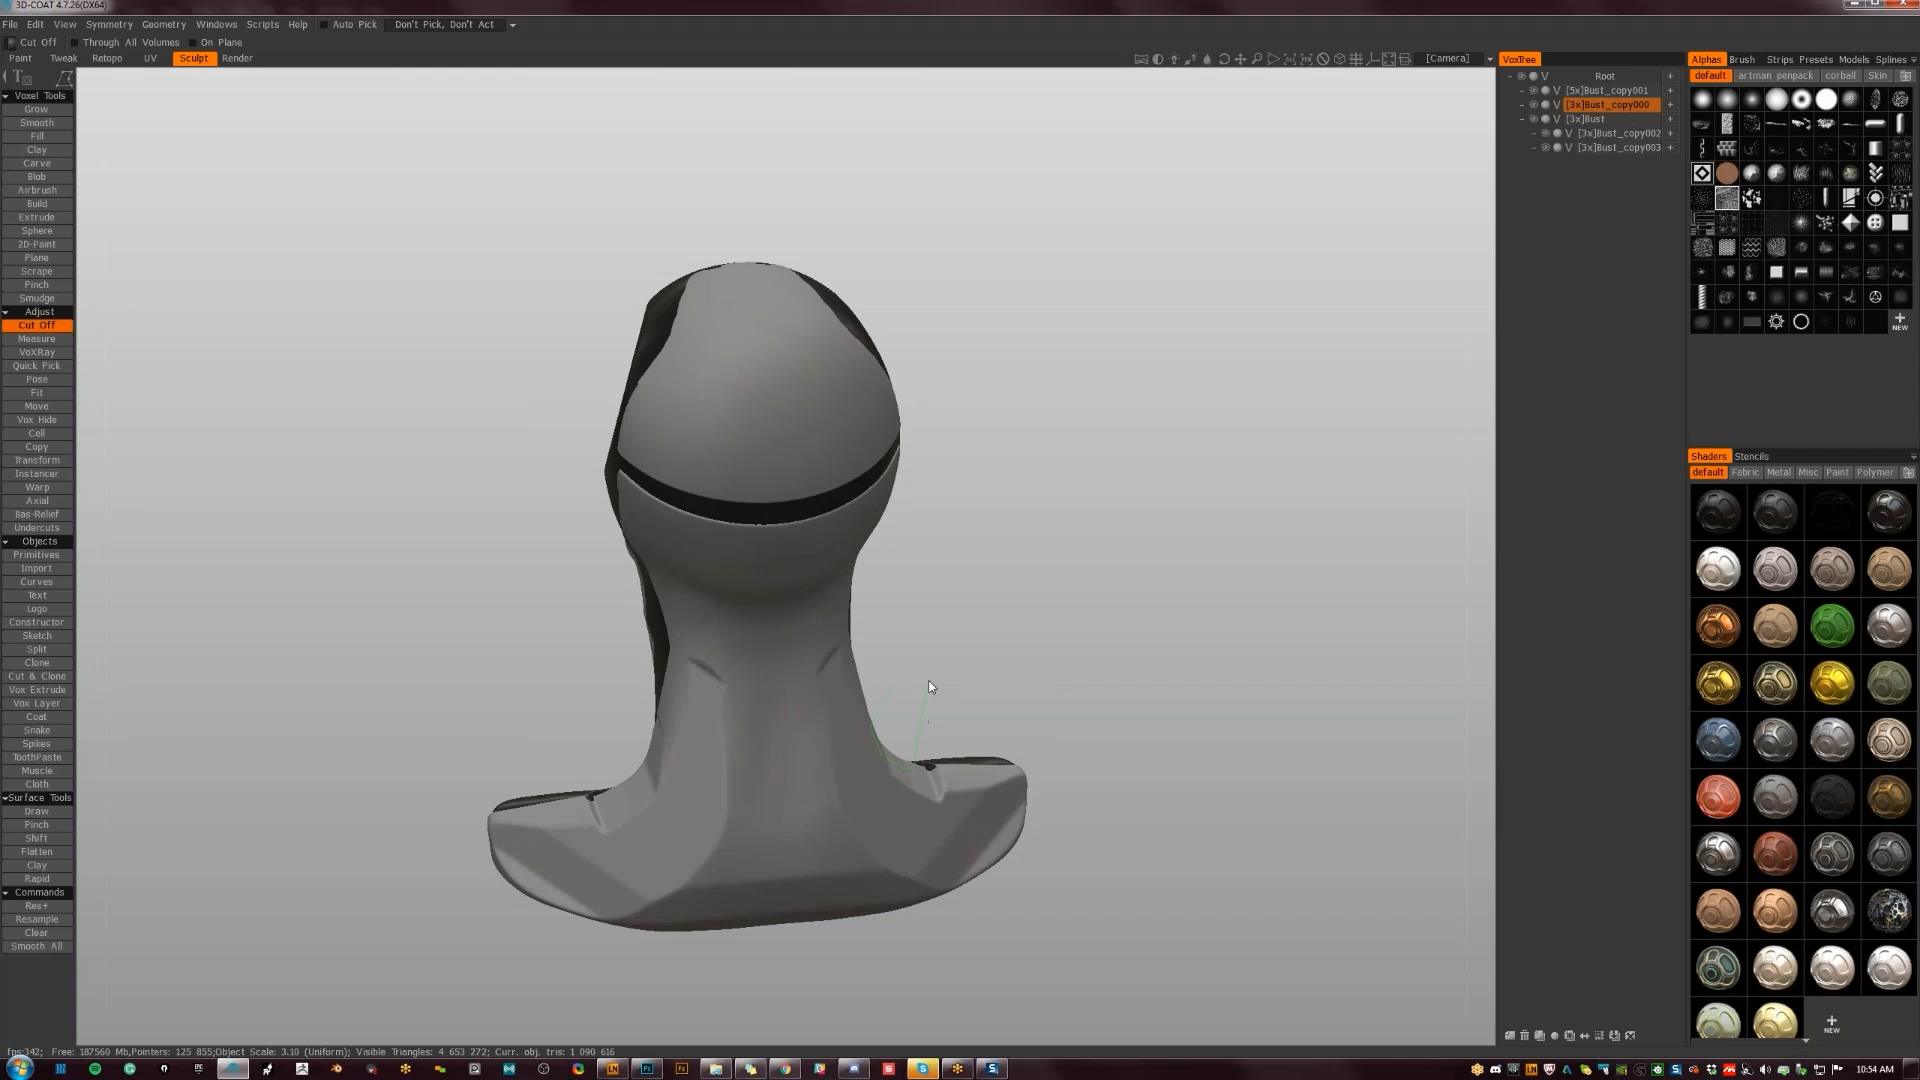 3D-COAT 4.7.26(DX64)
File Edit View Symmetry Geometry Windows Scripts Help Auto Pick Don't Pick, Don't Act
Cut Off Through All Volumes On Plane
Paint Tweak Retopo UV Sculpt Render [Camera] VoxTree Alphas Brush Strips Presets Models Splines
default artman penpack corball Skin
Root
[5x]Bust_copy001
[3x]Bust_copy000
[3x]Bust
[3x]Bust_copy002
[3x]Bust_copy003
Voxel Tools
Grow
Smooth
Fill
Clay
Carve
Blob
Airbrush
Build
Extrude
Sphere
2D-Paint
Plane
Scrape
Pinch
Smudge
Adjust
Cut Off
Measure
VoXRay
Quick Pick
Pose
Fit
Move
Vox Hide
Cell
Copy
Transform
Instancer
Warp
Axial
Bas-Relief
Undercuts
Objects
Primitives
Import
Curves
Text
Logo
Constructor
Sketch
Split
Clone
Cut & Clone
Vox Extrude
Vox Layer
Coat
Snake
Spikes
ToothPaste
Muscle
Cloth
Surface Tools
Draw
Pinch
Shift
Flatten
Clay
Rapid
Commands
Res+
Resample
Clear
Smooth All
NEW
Shaders Stencils
default Fabric Metal Misc Paint Polymer
NEW
fps:342; Free: 187560 Mb,Pointers: 125 855;Object Scale: 3.10 (Uniform); Visible Triangles: 4 653 272; Curr. obj. tris: 1 090 616
10:54 AM